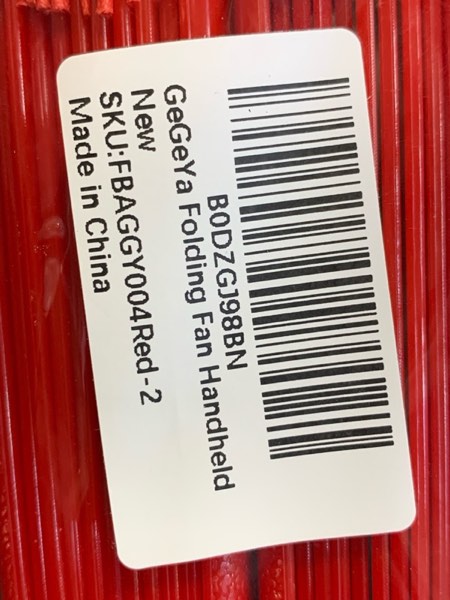 B0DZGJ98BN
GeGeYa Folding Fan Handheld
New
SKU:FBAGGY004Red-2
Made in China